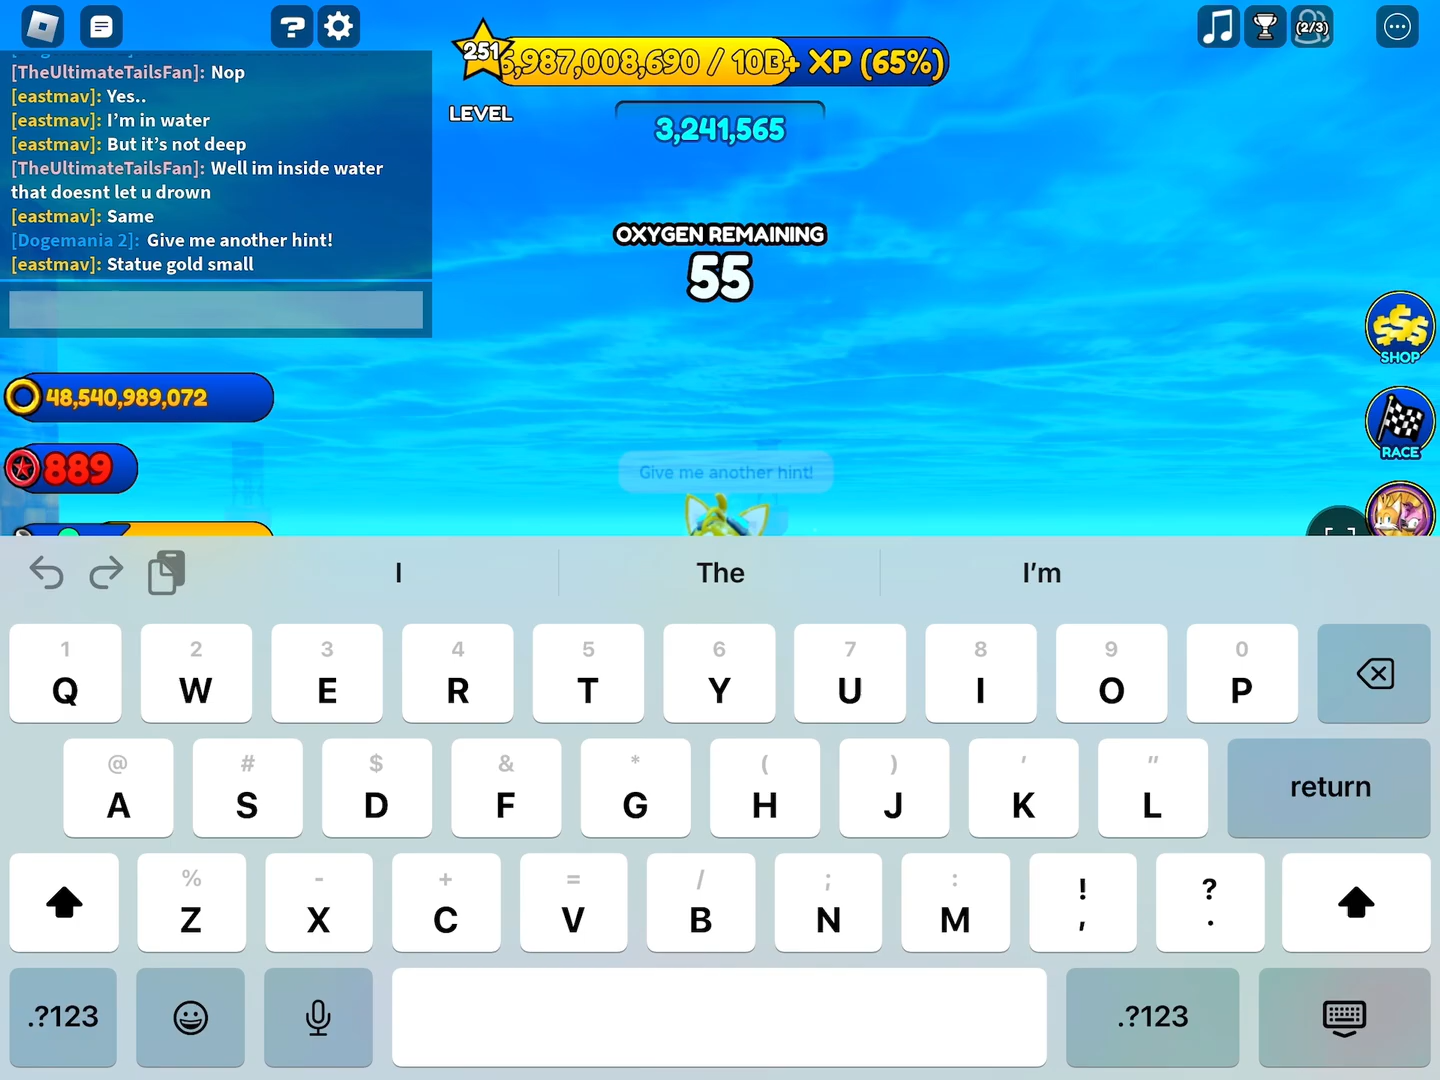 [TheUltimateTailsFan]: Nop
[eastmav]: Yes..
[eastmav]: I'm in water
[eastmav]: But it's not deep
[TheUltimateTailsFan]: Well im inside water
that doesnt let u drown
[eastmav]: Same
[Dogemania 2]: Give me another hint!
[eastmav]: Statue gold small
251
6,987,008,690 / 10B+ XP (65%)
LEVEL
3,241,565
(2/3)
OXYGEN REMAINING
55
SHOP
48,540,989,072
RACE
889
Give me another hint!
I The I'm
1 2 3 4 5 6 7 8 9 0
Q W E R T Y U I O P
@ # $ & * ( ) ' "
A S D F G H J K L return
% - + = / ; : ! ?
Z X C V B N M , .
.?123 .?123